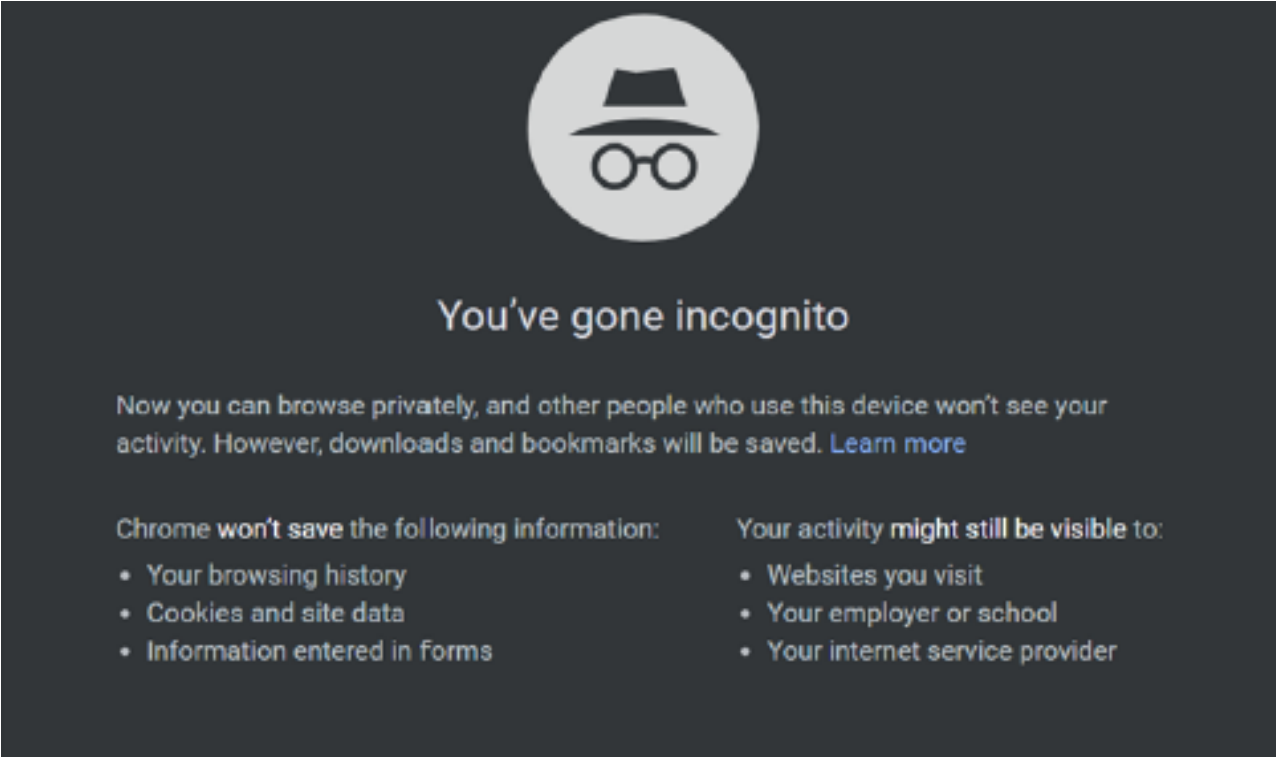 You've gone incognito
Now you can browse privately, and other people who use this device won't see your
activity. However, downloads and bookmarks will be saved. Learn more
Chrome won't save the following information:
• Your browsing history
• Cookies and site data
• Information entered in forms
Your activity might still be visible to:
• Websites you visit
• Your employer or school
• Your internet service provider